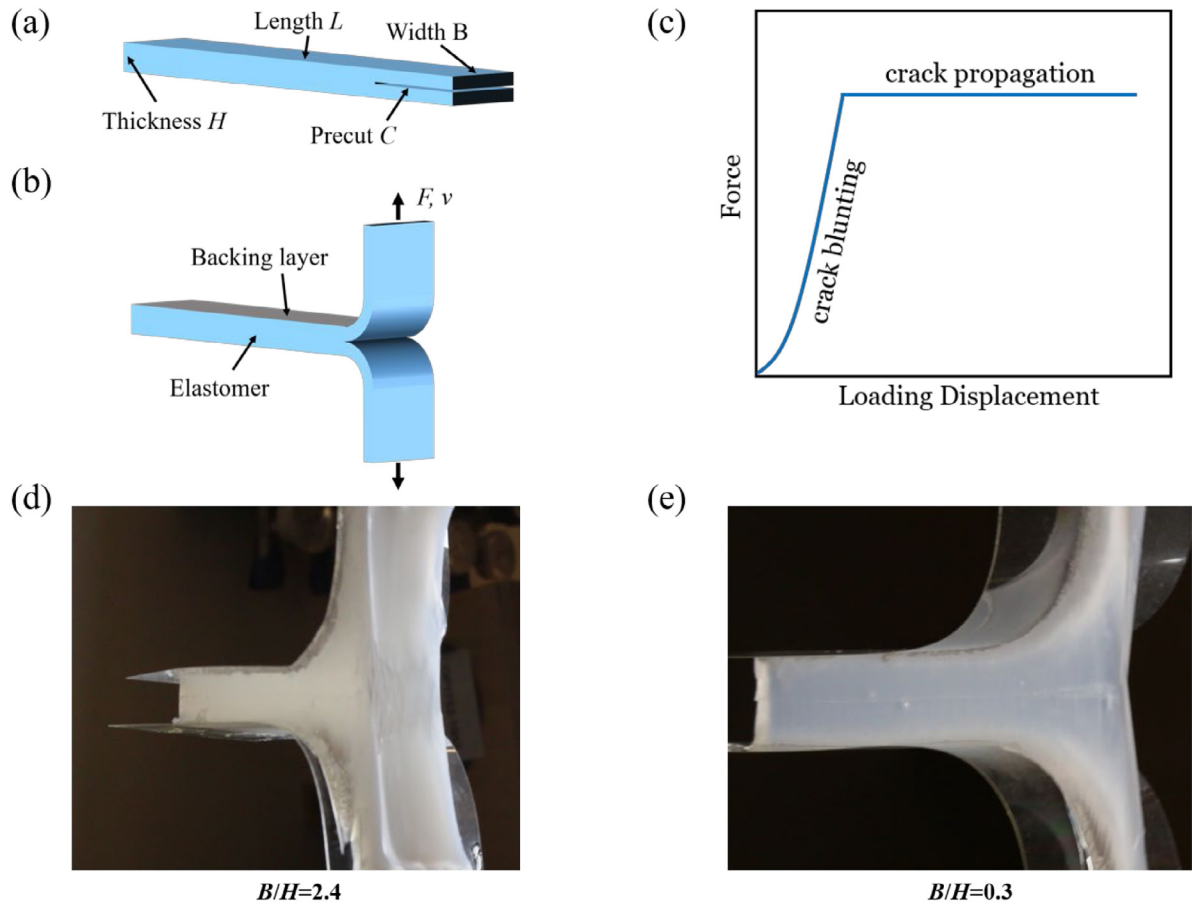 (a)
Length L
Width B
Thickness H
Precut C
(b)
F, v
Backing layer
Elastomer
(c)
crack propagation
crack blunting
Force
Loading Displacement
(d)
B/H=2.4
(e)
B/H=0.3